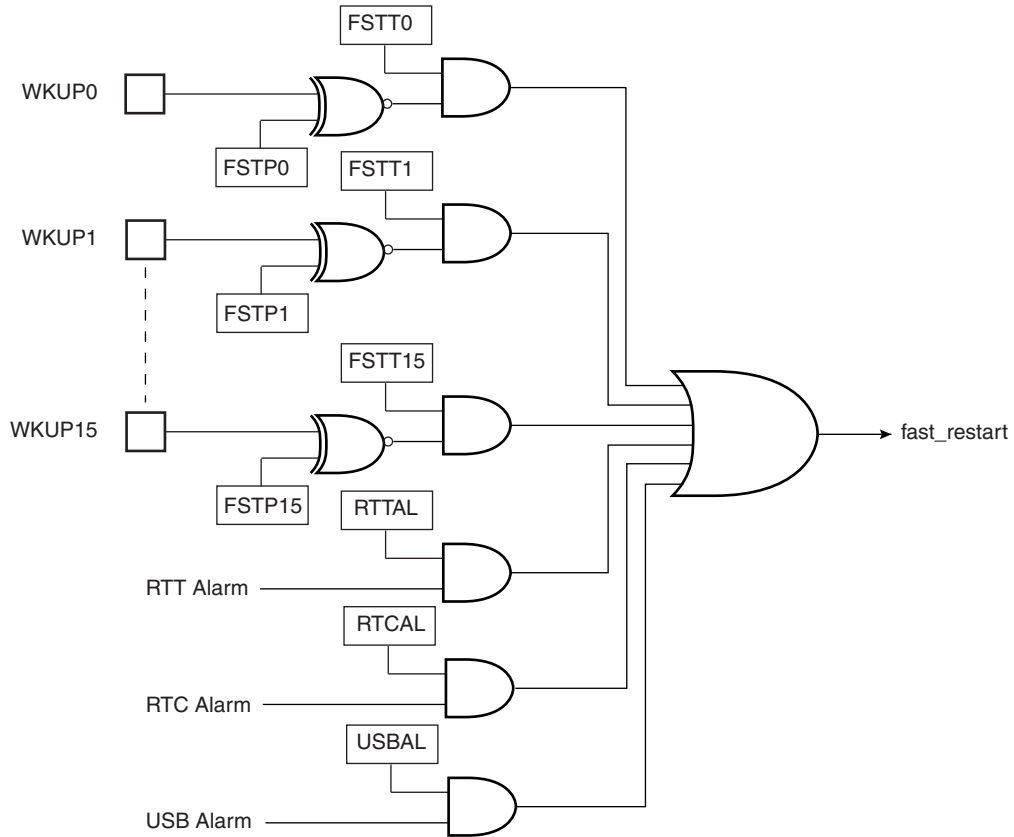 FSTT0
WKUP0
FSTP0
FSTT1
WKUP1
FSTP1
FSTT15
WKUP15
fast_restart
FSTP15
RTTAL
RTT Alarm
RTCAL
RTC Alarm
USBAL
USB Alarm